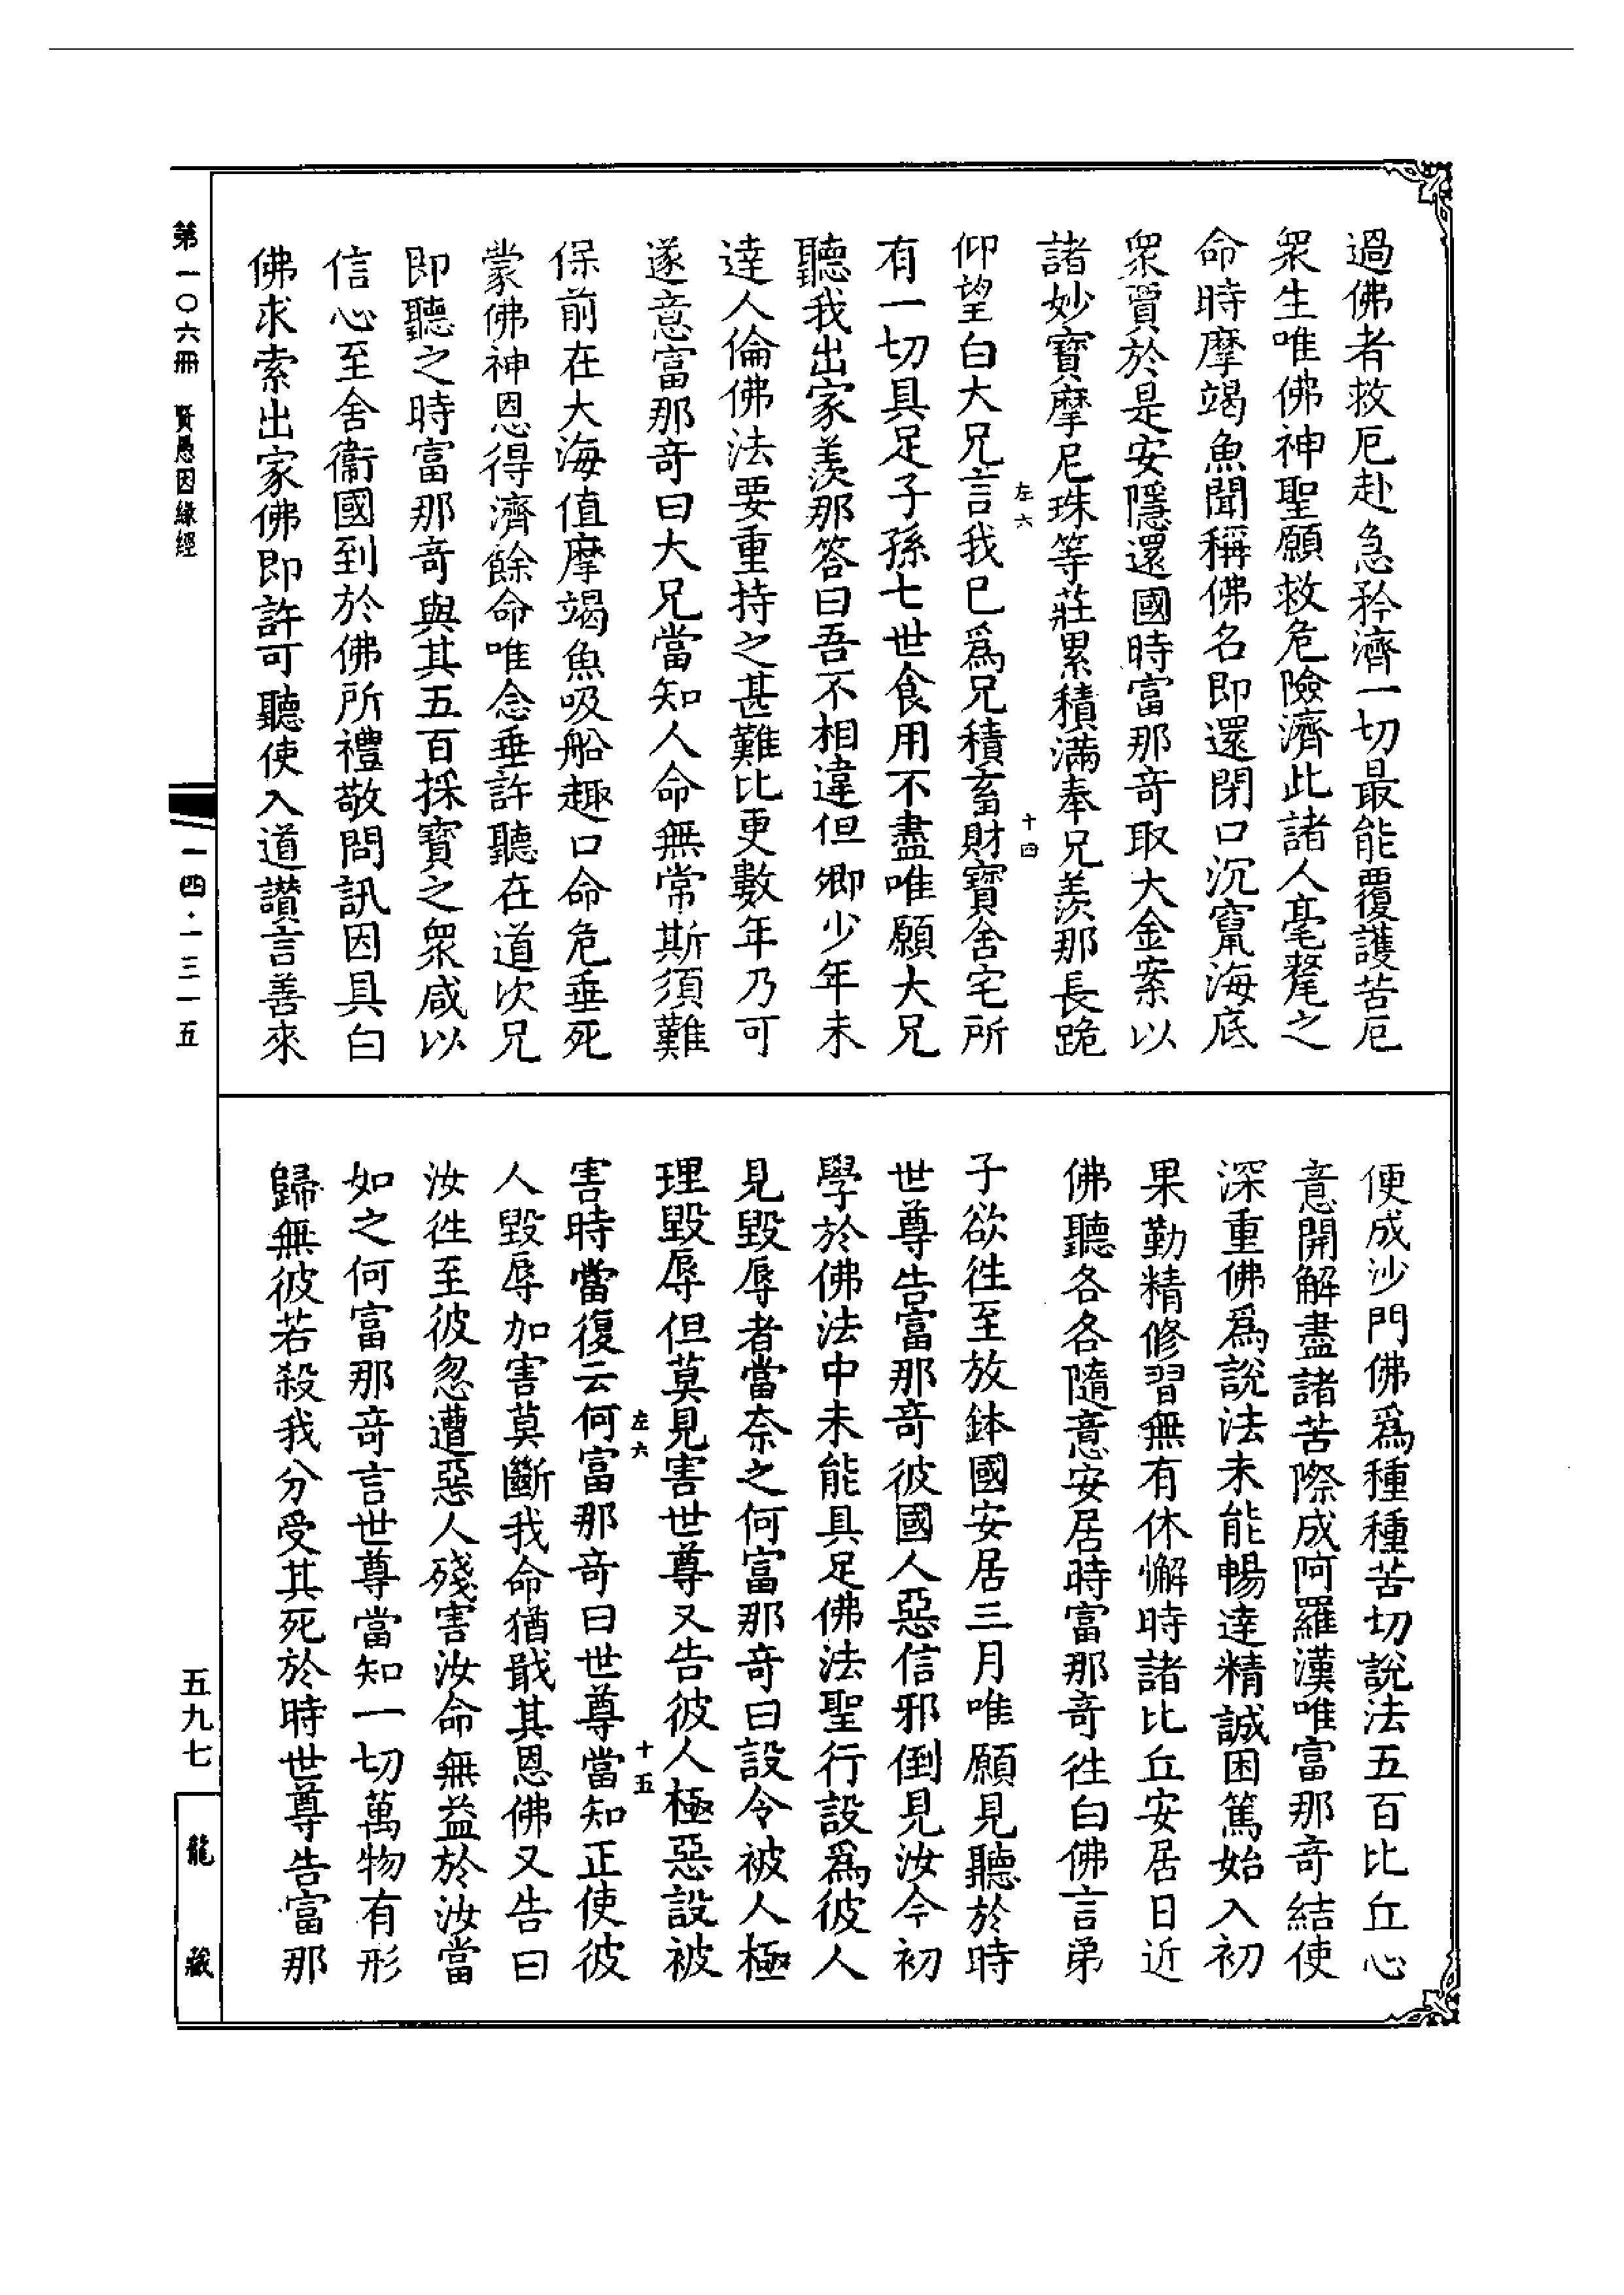 過佛者救厄赴急矜濟一切最能覆護苦厄
衆生唯佛神聖願救危險濟此諸人毫氂之
命時摩竭魚聞稱佛名即還閉口沉竄海底
衆賈於是安隱還國時富那奇取大金案以
諸妙寶摩尼珠等莊累積滿奉兄羨那長跪
左六
十四
仰望白大兄言我已爲兄積畜財寶舍宅所
有一切具足子孫七世食用不盡唯願大兄
聽我出家羨那答曰吾不相違但卿少年未
達人倫佛法要重持之甚難比更數年乃可
遂意富那奇曰大兄當知人命無常斯須難
保前在大海值摩竭魚吸船趣口命危垂死
蒙佛神恩得濟餘命唯念垂許聽在道次兄
即聽之時富那奇與其五百採寶之衆咸以
信心至舍衞國到於佛所禮敬問訊因具白
佛求索出家佛即許可聽使入道讃言善來
便成沙門佛爲種種苦切說法五百比丘心
意開解盡諸苦際成阿羅漢唯富那奇結使
深重佛爲說法未能暢達精誠困篤始入初
果勤精修習無有休懈時諸比丘安居日近
佛聽各各隨意安居時富那奇往白佛言弟
子欲往至放鉢國安居三月唯願見聽於時
世尊告富那奇彼國人惡信邪倒見汝今初
學於佛法中未能具足佛法聖行設爲彼人
見毀辱者當奈之何富那奇曰設令被人極
理毀辱但莫見害世尊又告彼人極惡設被
左六
十五
害時當復云何富那奇曰世尊當知正使彼
人毀辱加害莫斷我命猶戢其恩佛又告曰
汝往至彼忽遭惡人殘害汝命無益於汝當
如之何富那奇言世尊當知一切萬物有形
歸無彼若殺我分受其死於時世尊告富那
第一〇六冊 賢愚因緣經
一四·一三一五
五九七
龍藏